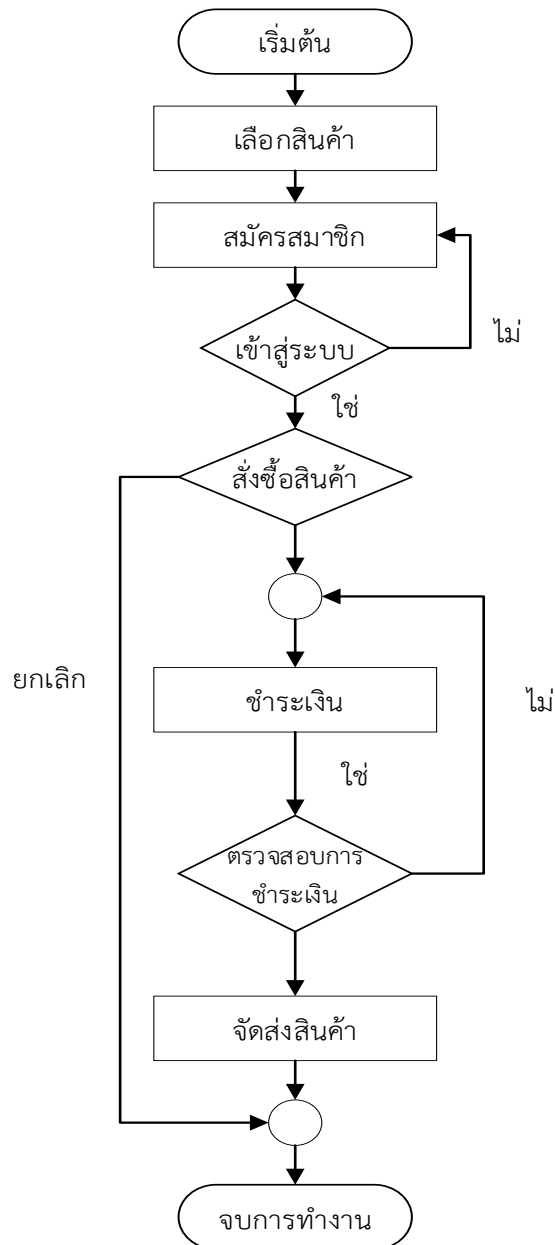 เริ่มต้น
เลือกสินค้า
สมัครสมาชิก
ไม่
เข้าสู่ระบบ
ใช่
สั่งซื้อสินค้า
ยกเลิก
ชำระเงิน
ไม่
ใช่
ตรวจสอบการ
ชำระเงิน
จัดส่งสินค้า
จบการทำงาน